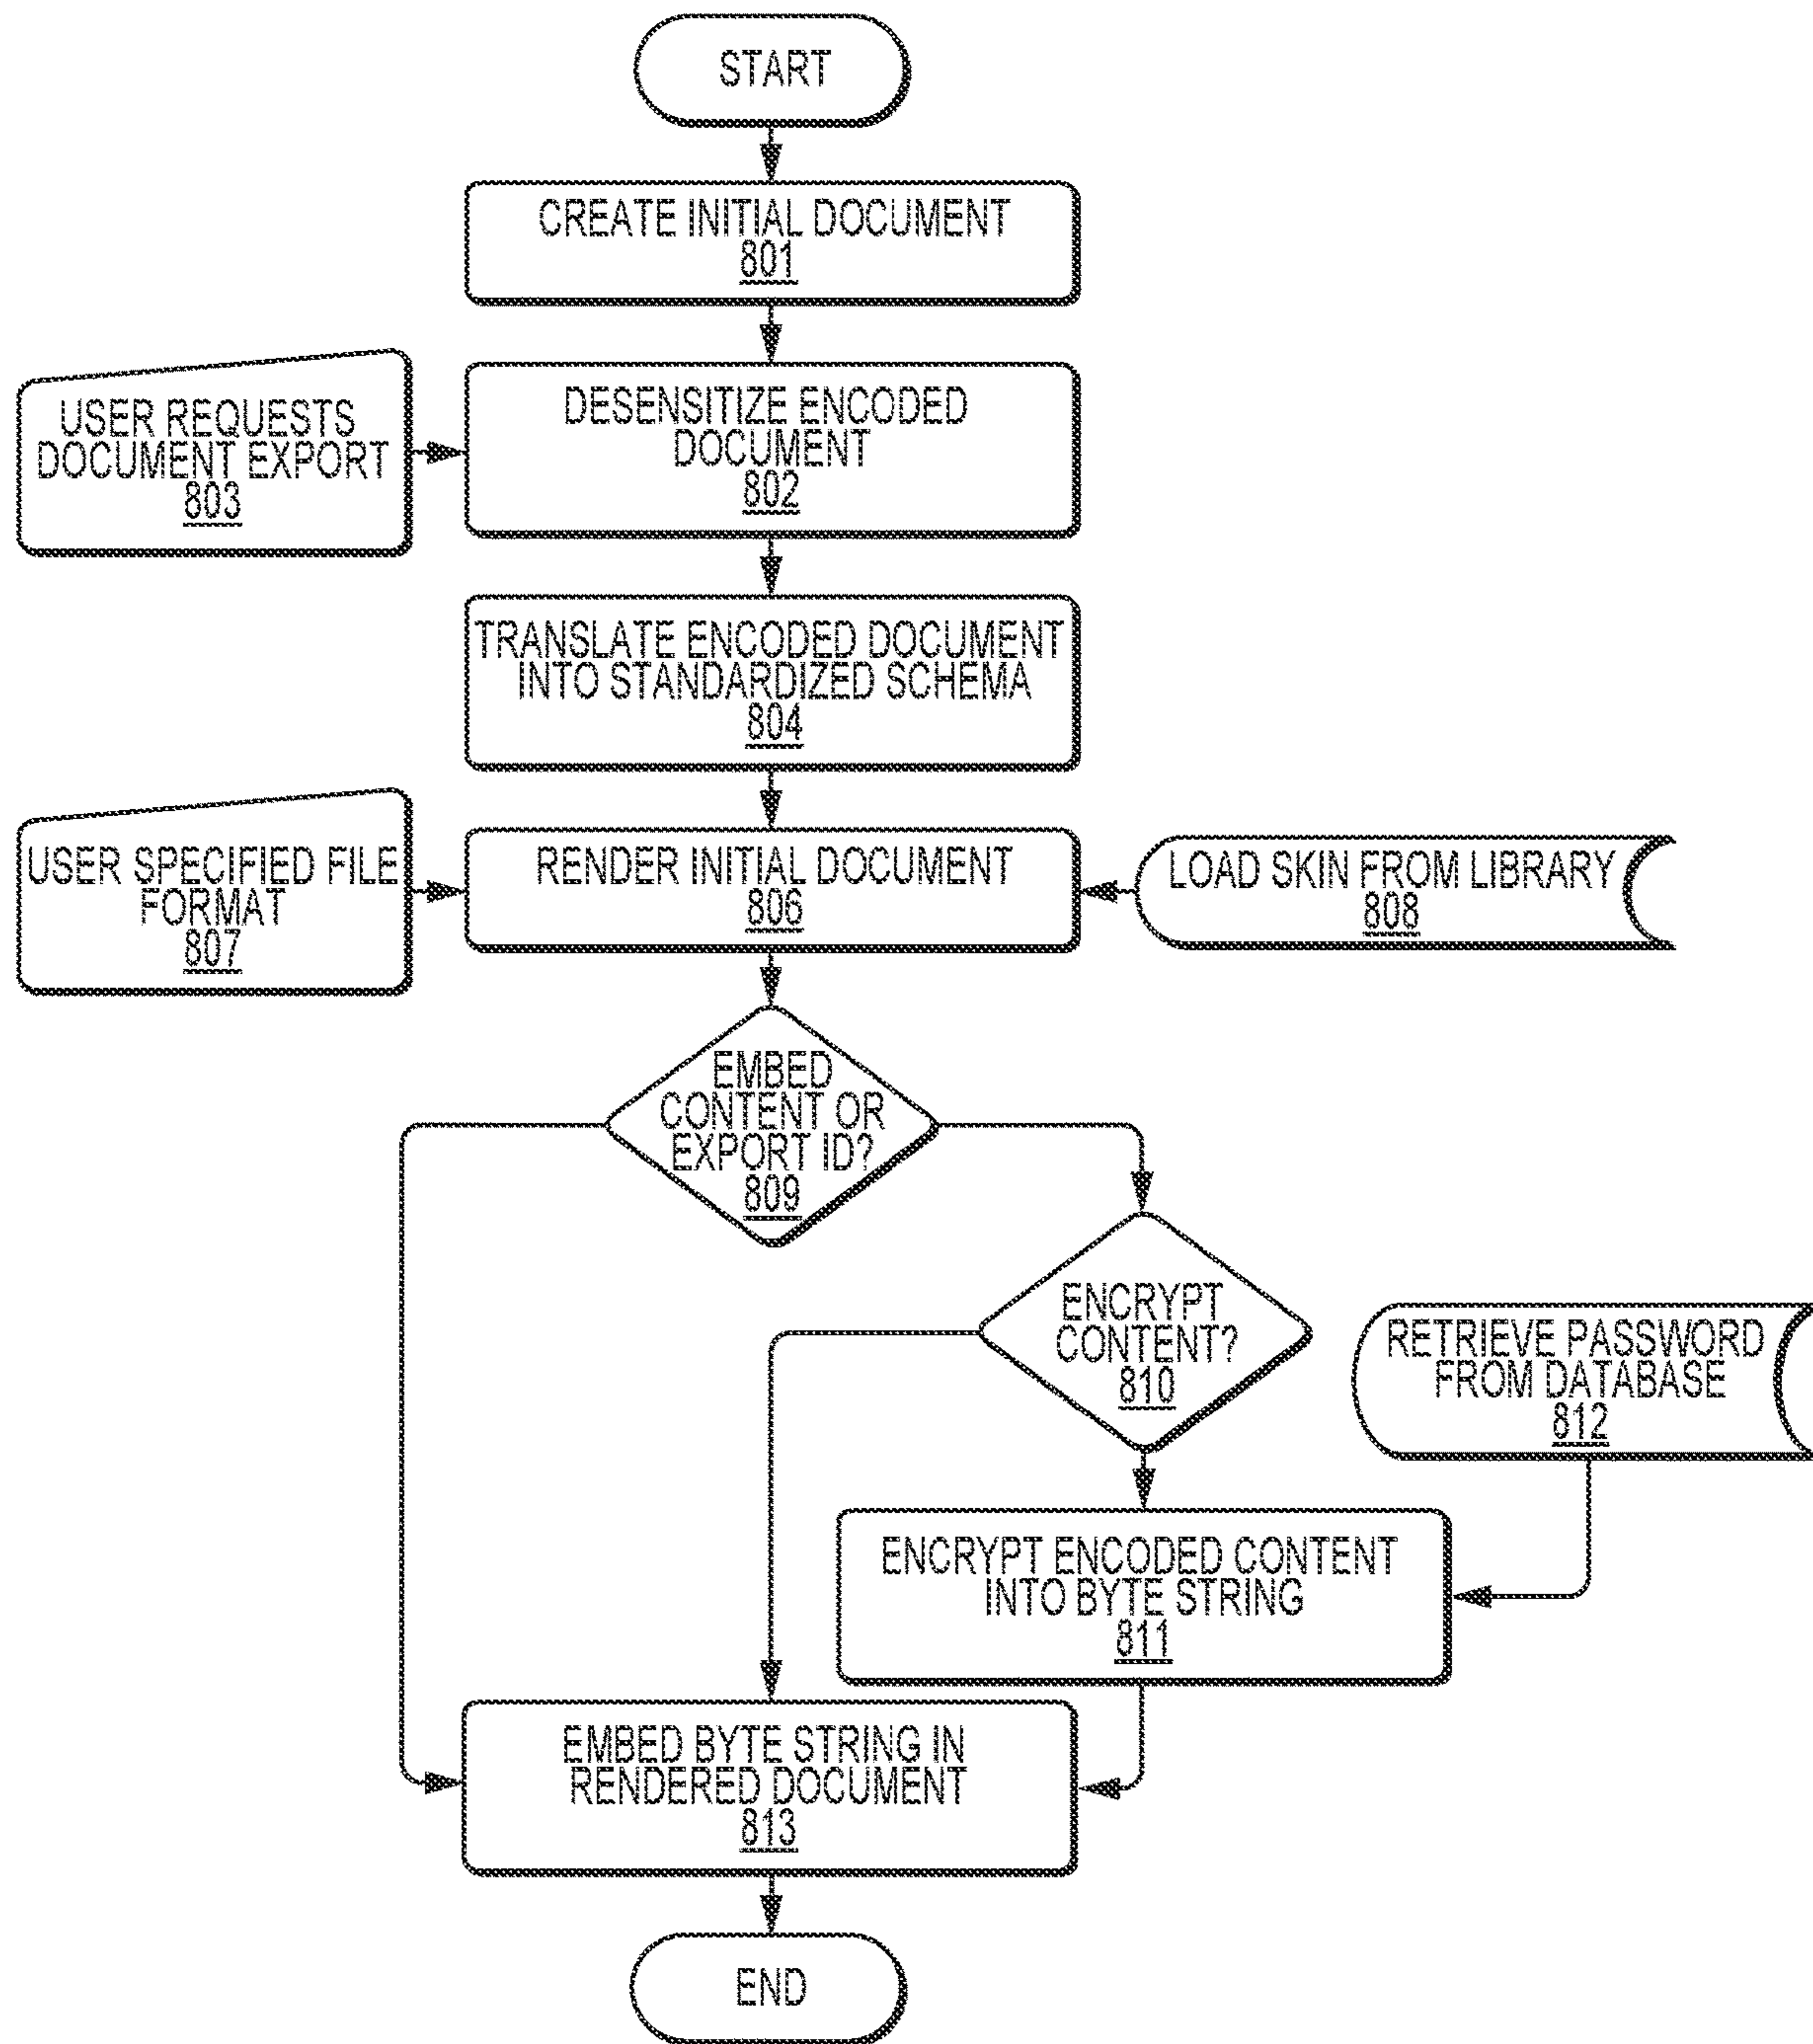 START
CREATE INITIAL DOCUMENT
801
USER REQUESTS
DOCUMENT EXPORT
803
DESENSITIZE ENCODED
DOCUMENT
802
TRANSLATE ENCODED DOCUMENT
INTO STANDARDIZED SCHEMA
804
USER SPECIFIED FILE
FORMAT
807
RENDER INITIAL DOCUMENT
806
LOAD SKIN FROM LIBRARY
808
EMBED
CONTENT OR
EXPORT ID?
809
ENCRYPT
CONTENT?
810
RETRIEVE PASSWORD
FROM DATABASE
812
ENCRYPT ENCODED CONTENT
INTO BYTE STRING
811
EMBED BYTE STRING IN
RENDERED DOCUMENT
813
END